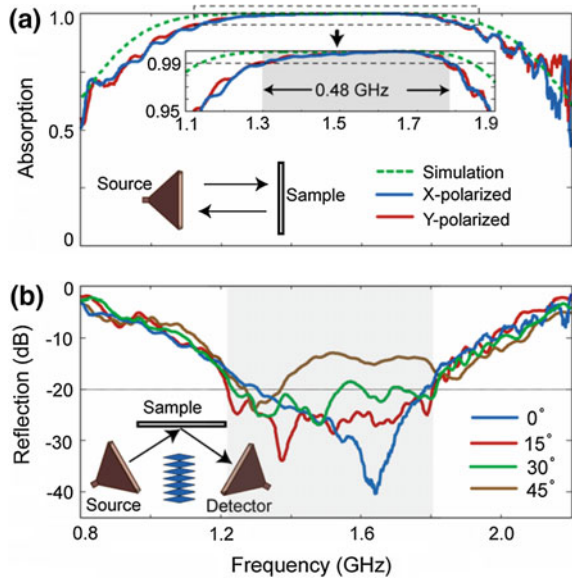 (a)
1.0
0.5
0
Absorption
0.99
0.95
0.48 GHz
1.1 1.3 1.5 1.7 1.9
Source
Sample
Simulation
X-polarized
Y-polarized
(b)
0
-10
-20
-30
-40
Reflection (dB)
Sample
Source Detector
0°
15°
30°
45°
0.8 1.2 1.6 2.0
Frequency (GHz)